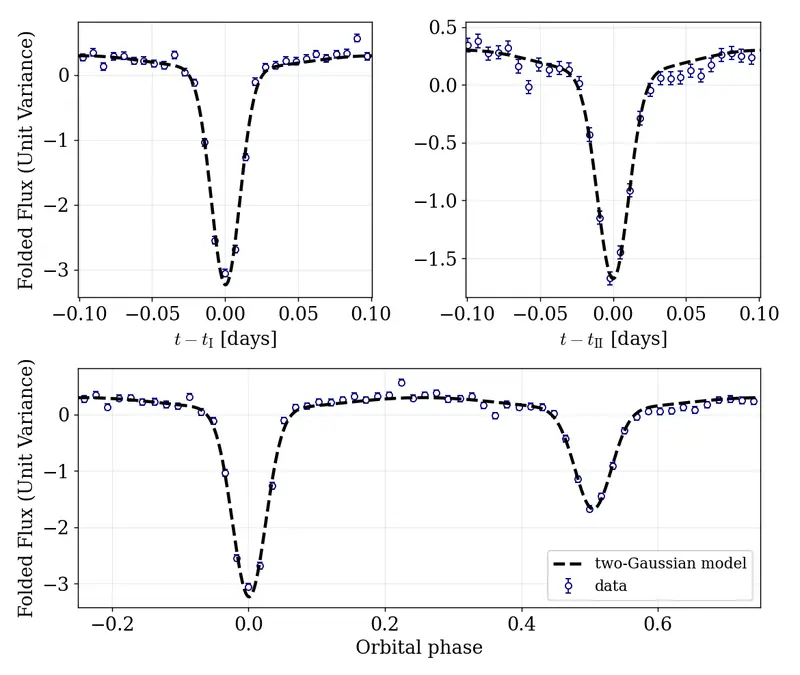 Folded Flux (Unit Variance)
0
−1
−2
−3
−0.10 −0.05 0.00 0.05 0.10
t − tI [days]
0.5
0.0
−0.5
−1.0
−1.5
−0.10 −0.05 0.00 0.05 0.10
t − tII [days]
Folded Flux (Unit Variance)
0
−1
−2
−3
two-Gaussian model
data
−0.2 0.0 0.2 0.4 0.6
Orbital phase